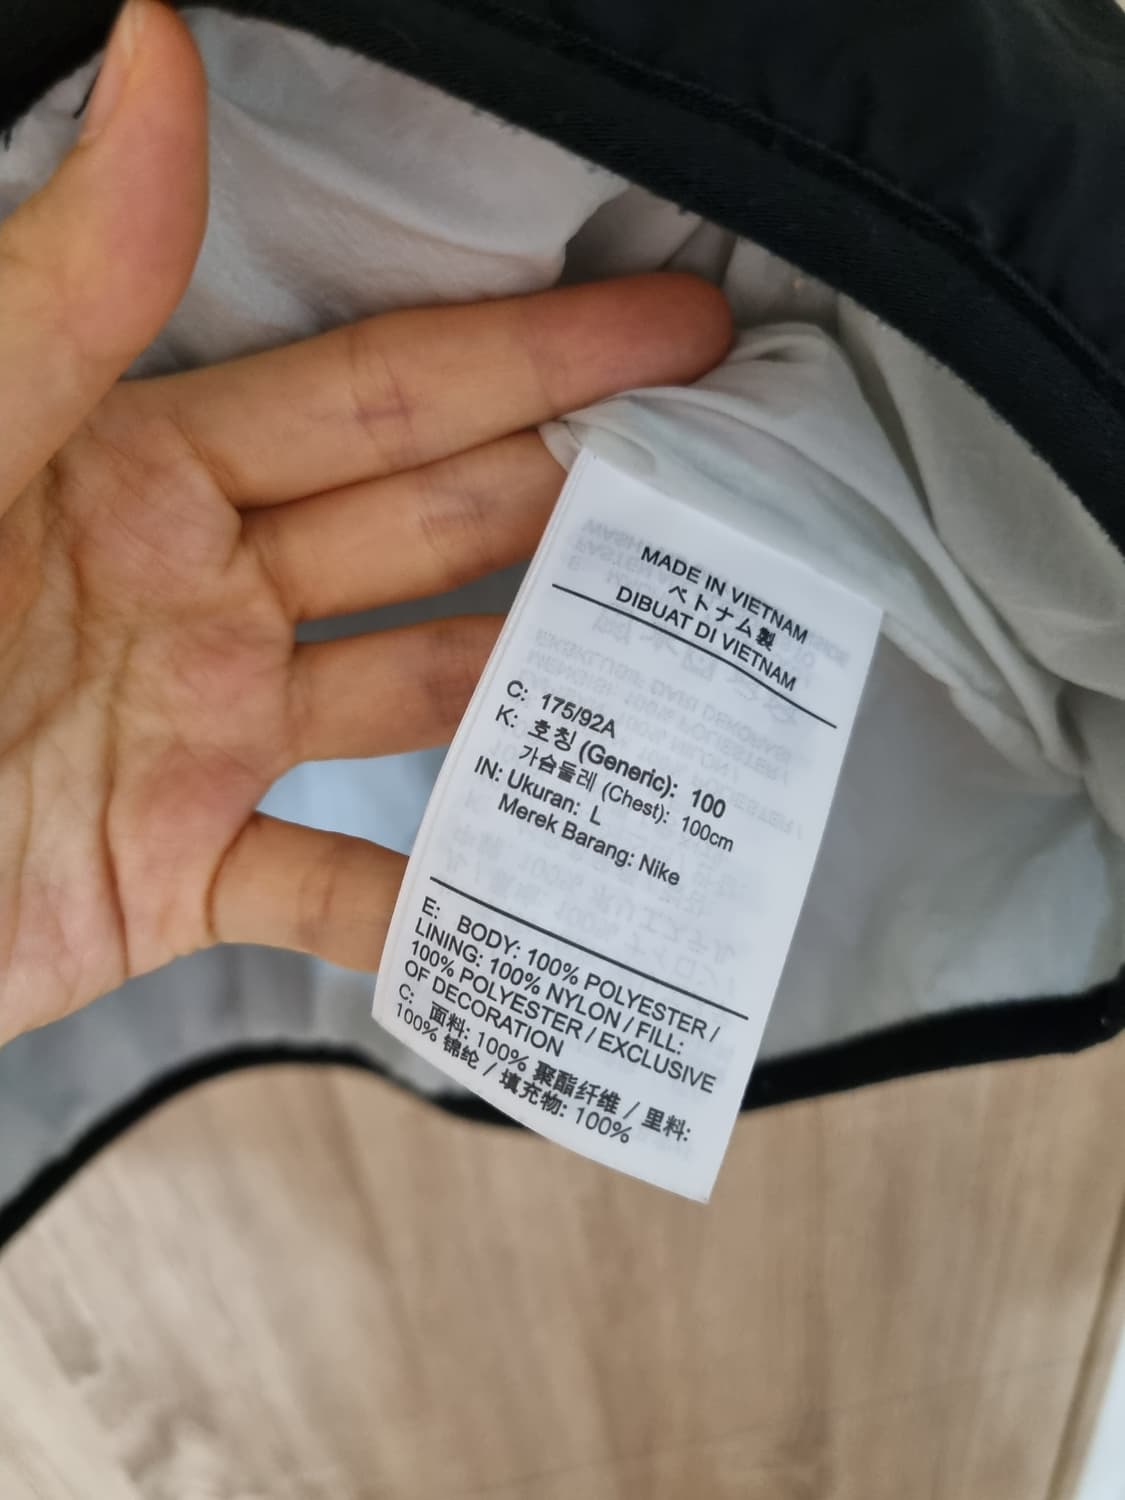 MADE IN VIETNAM
ベトナム製
DIBUAT DI VIETNAM
C: 175/92A
K: 호칭 (Generic): 100
가슴둘레 (Chest): 100cm
IN: Ukuran: L
Merek Barang: Nike
E: BODY: 100% POLYESTER /
LINING: 100% NYLON / FILL:
100% POLYESTER / EXCLUSIVE
OF DECORATION
C: 面料: 100% 聚酯纤维 / 里料:
100% 锦纶 / 填充物: 100%